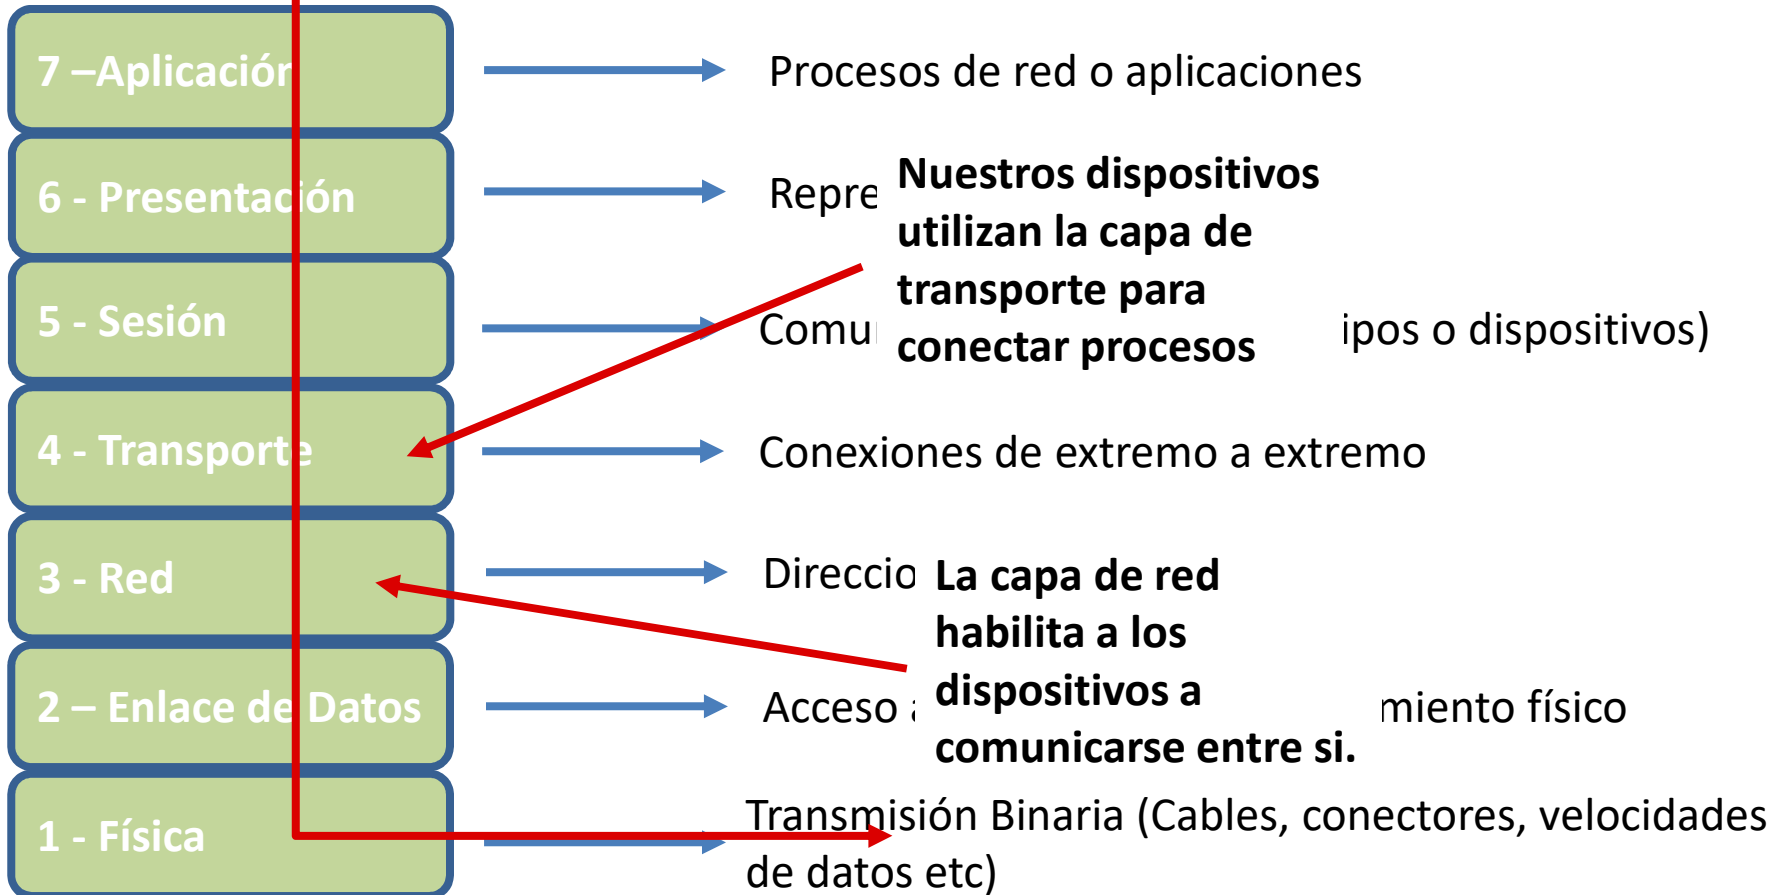 7 –Aplicación
Procesos de red o aplicaciones
6 - Presentación
Repre
Nuestros dispositivos
utilizan la capa de
transporte para
conectar procesos
5 - Sesión
Comu
ipos o dispositivos)
4 - Transporte
Conexiones de extremo a extremo
3 - Red
Direccio
La capa de red
habilita a los
dispositivos a
comunicarse entre si.
2 – Enlace de Datos
Acceso
miento físico
1 - Física
Transmisión Binaria (Cables, conectores, velocidades
de datos etc)